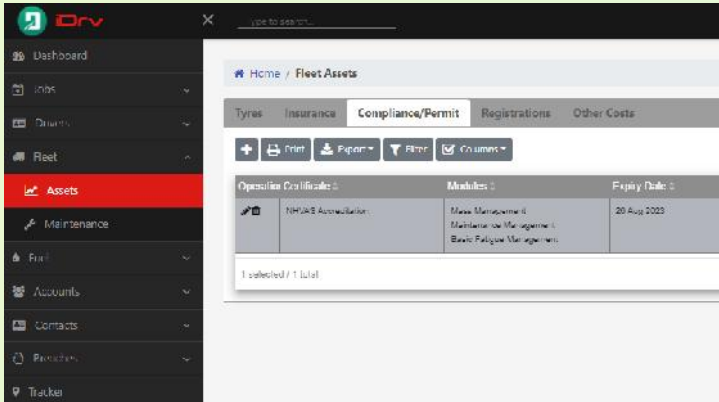 iDrv
Type to search...
Dashboard
Jobs
Drivers
Fleet
Assets
Maintenance
Fuel
Accounts
Contacts
Breaches
Tracker
Home / Fleet Assets
Tyres Insurance Compliance/Permit Registrations Other Costs
Print Export Filter Columns
Operation Certificate Modules Expiry Date
NHVAS Accreditation Mass Management 20 Aug 2023
Maintenance Management
Basic Fatigue Management
1 selected / 1 total